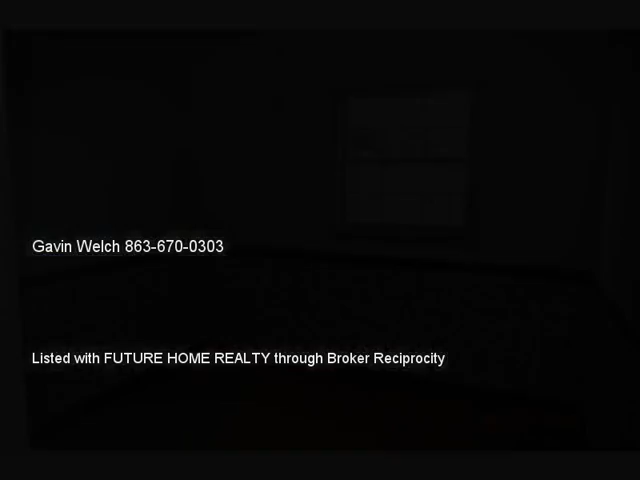 Gavin Welch 863-670-0303
Listed with FUTURE HOME REALTY through Broker Reciprocity